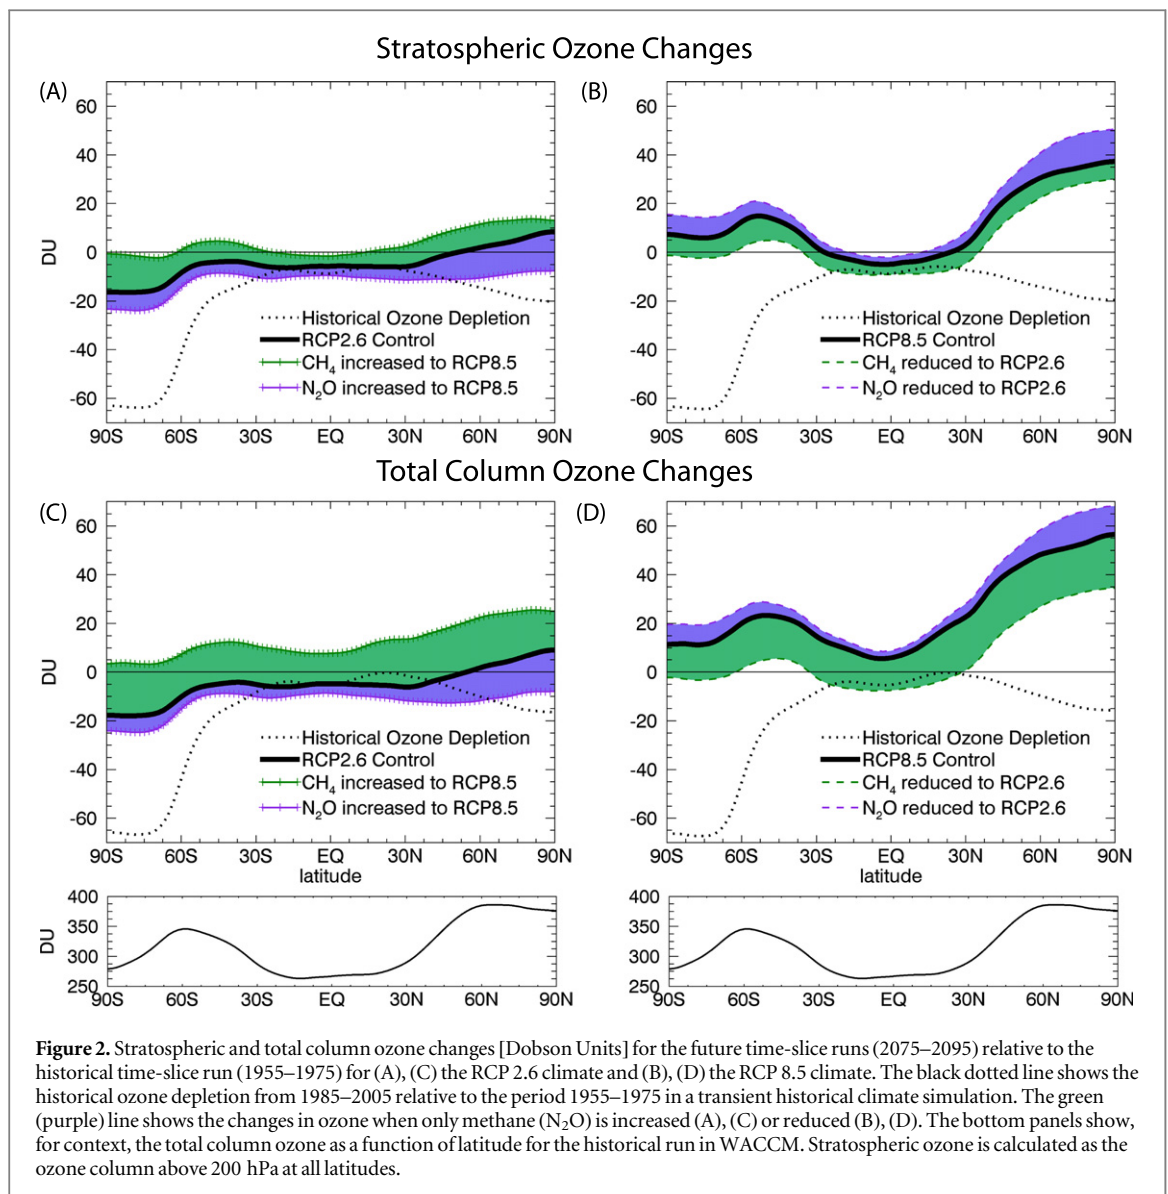 Stratospheric Ozone Changes
(A)
(B)
60
40
20
0
-20
-40
-60
DU
Historical Ozone Depletion
RCP2.6 Control
CH4 increased to RCP8.5
N2O increased to RCP8.5
90S 60S 30S EQ 30N 60N 90N
60
40
20
0
-20
-40
-60
Historical Ozone Depletion
RCP8.5 Control
CH4 reduced to RCP2.6
N2O reduced to RCP2.6
90S 60S 30S EQ 30N 60N 90N
Total Column Ozone Changes
(C)
(D)
60
40
20
0
-20
-40
-60
DU
Historical Ozone Depletion
RCP2.6 Control
CH4 increased to RCP8.5
N2O increased to RCP8.5
90S 60S 30S EQ 30N 60N 90N
latitude
60
40
20
0
-20
-40
-60
Historical Ozone Depletion
RCP8.5 Control
CH4 reduced to RCP2.6
N2O reduced to RCP2.6
90S 60S 30S EQ 30N 60N 90N
latitude
400
350
300
250
DU
90S 60S 30S EQ 30N 60N 90N
400
350
300
250
90S 60S 30S EQ 30N 60N 90N
Figure 2. Stratospheric and total column ozone changes [Dobson Units] for the future time-slice runs (2075–2095) relative to the
historical time-slice run (1955–1975) for (A), (C) the RCP 2.6 climate and (B), (D) the RCP 8.5 climate. The black dotted line shows the
historical ozone depletion from 1985–2005 relative to the period 1955–1975 in a transient historical climate simulation. The green
(purple) line shows the changes in ozone when only methane (N2O) is increased (A), (C) or reduced (B), (D). The bottom panels show,
for context, the total column ozone as a function of latitude for the historical run in WACCM. Stratospheric ozone is calculated as the
ozone column above 200 hPa at all latitudes.